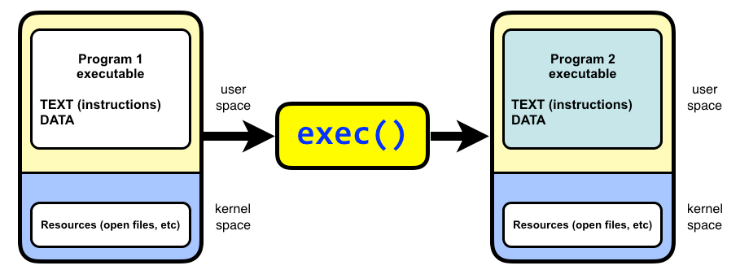 Program 1
executable
TEXT (instructions)
DATA
Resources (open files, etc)
user
space
kernel
space
exec()
Program 2
executable
TEXT (instructions)
DATA
Resources (open files, etc)
user
space
kernel
space